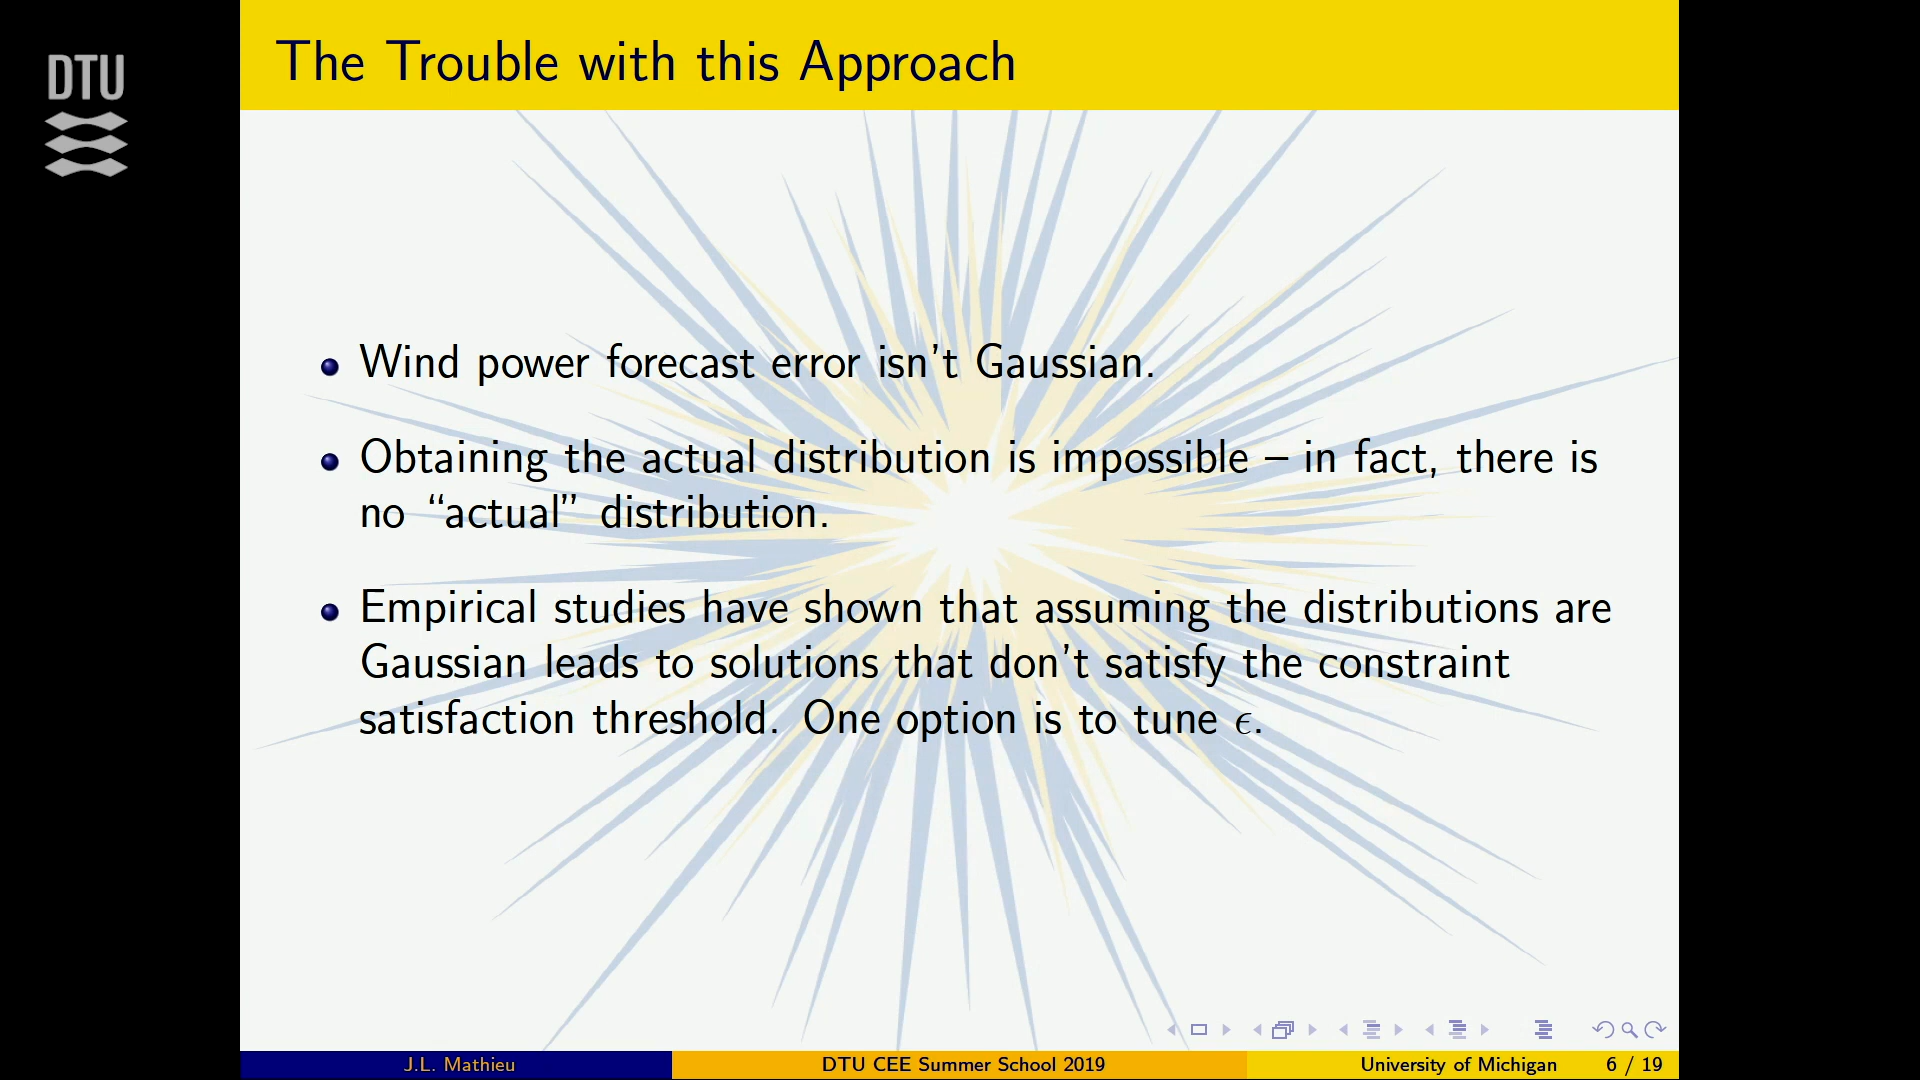 DTU
The Trouble with this Approach
Wind power forecast error isn’t Gaussian.
Obtaining the actual distribution is impossible – in fact, there is
no “actual” distribution.
Empirical studies have shown that assuming the distributions are
Gaussian leads to solutions that don’t satisfy the constraint
satisfaction threshold. One option is to tune ϵ.
J.L. Mathieu
DTU CEE Summer School 2019
University of Michigan
6 / 19